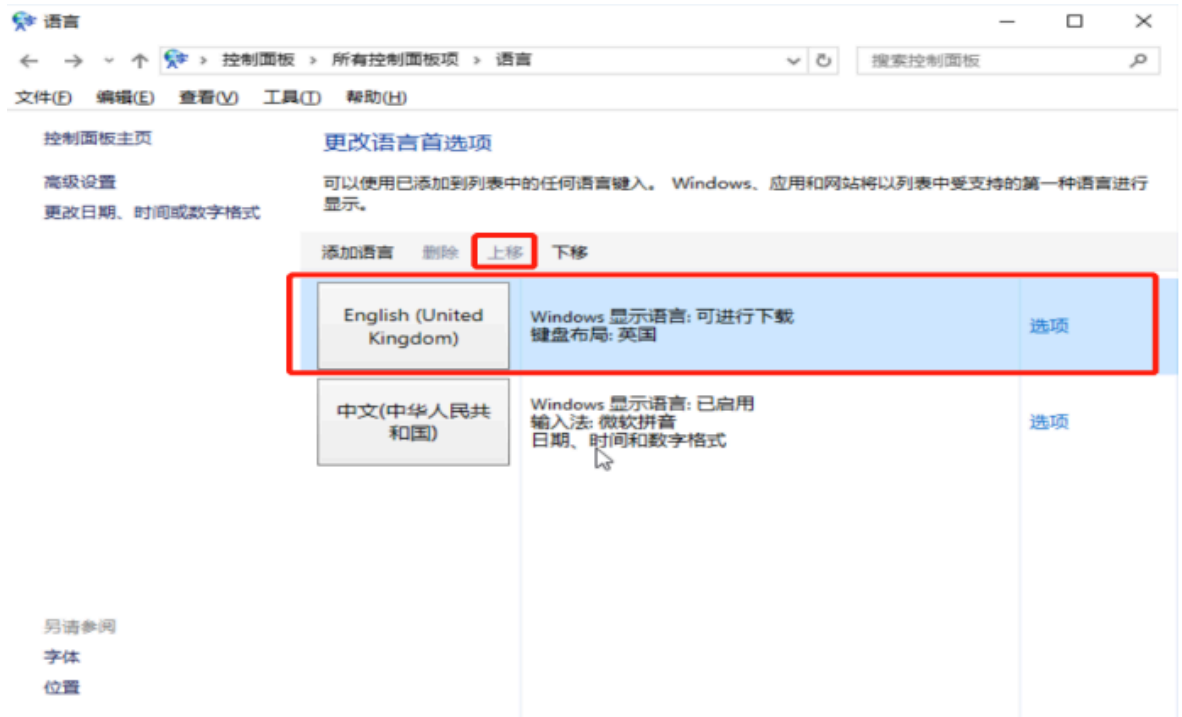 语言
控制面板 › 所有控制面板项 › 语言
搜索控制面板
文件(F) 编辑(E) 查看(V) 工具(T) 帮助(H)
控制面板主页
高级设置
更改日期、时间或数字格式
更改语言首选项
可以使用已添加到列表中的任何语言键入。 Windows、应用和网站将以列表中受支持的第一种语言进行
显示。
添加语言 删除 上移 下移
English (United
Kingdom)
Windows 显示语言: 可进行下载
键盘布局: 英国
选项
中文(中华人民共
和国)
Windows 显示语言: 已启用
输入法: 微软拼音
日期、时间和数字格式
选项
另请参阅
字体
位置